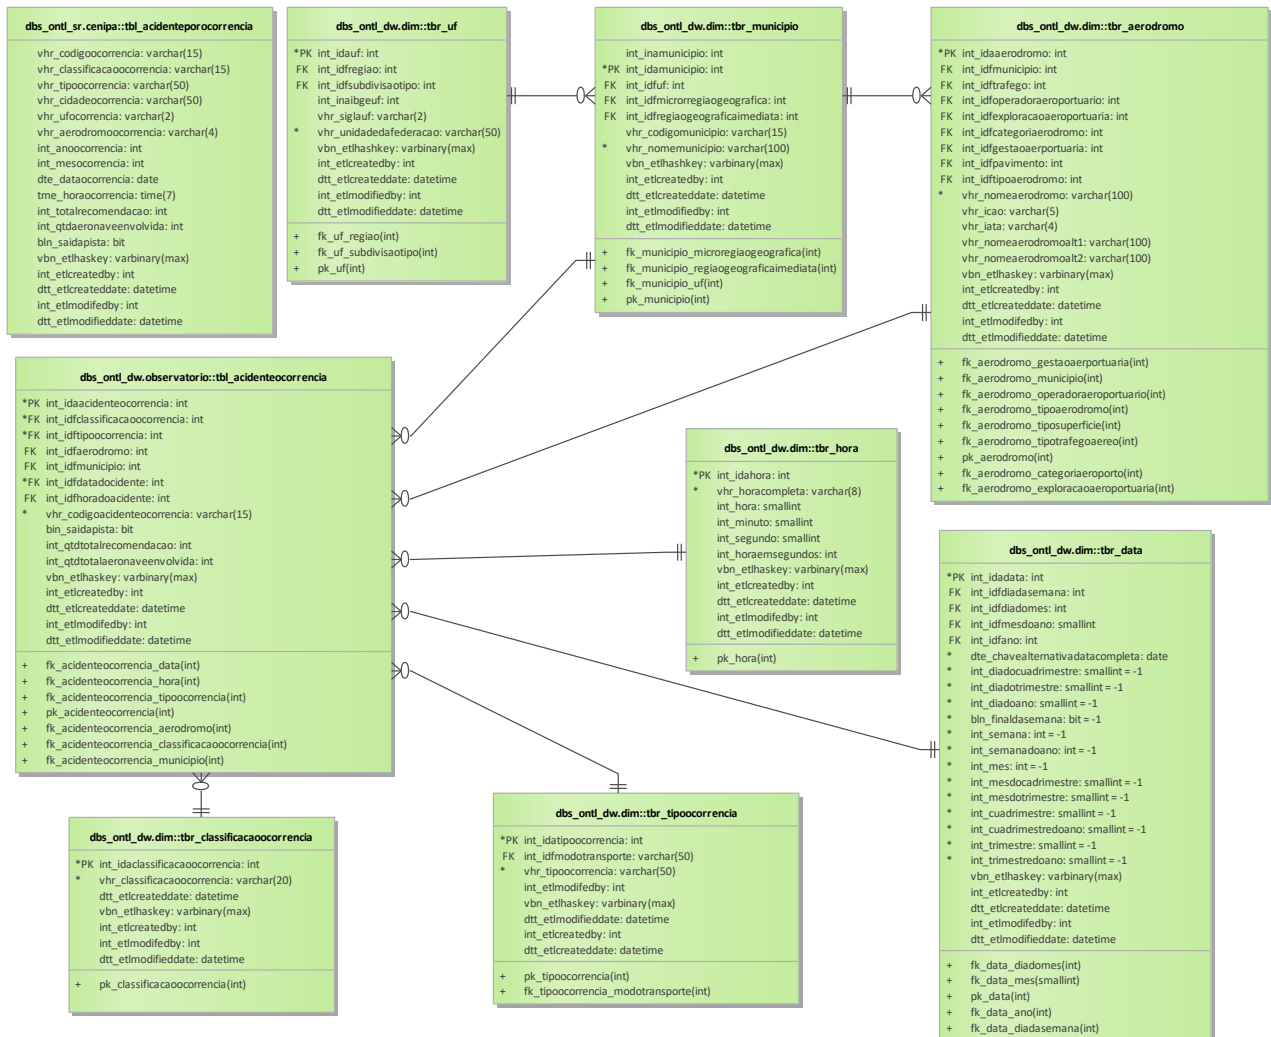 dbs_ontl_sr.cenipa::tbl_acidenteporocorrencia
vhr_codigoocorrencia: varchar(15)
vhr_classificacaoocorrencia: varchar(15)
vhr_tipoocorrencia: varchar(50)
vhr_cidadeocorrencia: varchar(50)
vhr_ufocorrencia: varchar(2)
vhr_aerodromoocorrencia: varchar(4)
int_anoocorrencia: int
int_mesocorrencia: int
dte_dataocorrencia: date
tme_horaocorrencia: time(7)
int_totalrecomendacao: int
int_qtdaeronaveenvolvida: int
bln_saidapista: bit
vbn_etlhashkey: varbinary(max)
int_etlcreatedby: int
dtt_etlcreateddate: datetime
int_etlmodifedby: int
dtt_etlmodifieddate: datetime
dbs_ontl_dw.dim::tbr_uf
*PK int_idauf: int
FK int_idfregiao: int
FK int_idfsubdivisaotipo: int
int_inaibgeuf: int
vhr_siglauf: varchar(2)
* vhr_unidadedafederacao: varchar(50)
vbn_etlhashkey: varbinary(max)
int_etlcreatedby: int
dtt_etlcreateddate: datetime
int_etlmodifiedby: int
dtt_etlmodifieddate: datetime
+ fk_uf_regiao(int)
+ fk_uf_subdivisaotipo(int)
+ pk_uf(int)
dbs_ontl_dw.dim::tbr_municipio
int_inamunicipio: int
*PK int_idamunicipio: int
FK int_idfuf: int
FK int_idfmicrorregiaogeografica: int
FK int_idfregiaogeograficaimediata: int
vhr_codigomunicipio: varchar(15)
* vhr_nomemunicipio: varchar(100)
vbn_etlhashkey: varbinary(max)
int_etlcreatedby: int
dtt_etlcreateddate: datetime
int_etlmodifiedby: int
dtt_etlmodifieddate: datetime
+ fk_municipio_microregiaogeografica(int)
+ fk_municipio_regiaogeograficaimediata(int)
+ fk_municipio_uf(int)
+ pk_municipio(int)
dbs_ontl_dw.dim::tbr_aerodromo
*PK int_idaaerodromo: int
FK int_idfmunicipio: int
FK int_idftrafego: int
FK int_idfoperadoraeroportuario: int
FK int_idfexploracaoaeroportuaria: int
FK int_idfcategoriaerodromo: int
FK int_idfgestaoaerportuaria: int
FK int_idfpavimento: int
FK int_idftipoaerodromo: int
* vhr_nomeaerodromo: varchar(100)
vhr_icao: varchar(5)
vhr_iata: varchar(4)
vhr_nomeaerodromoalt1: varchar(100)
vhr_nomeaerodromoalt2: varchar(100)
vbn_etlhaskey: varbinary(max)
int_etlcreatedby: int
dtt_etlcreateddate: datetime
int_etlmodifedby: int
dtt_etlmodifieddate: datetime
+ fk_aerodromo_gestaoaerportuaria(int)
+ fk_aerodromo_municipio(int)
+ fk_aerodromo_operadoraeroportuario(int)
+ fk_aerodromo_tipoaerodromo(int)
+ fk_aerodromo_tiposuperficie(int)
+ fk_aerodromo_tipotrafegoaereo(int)
+ pk_aerodromo(int)
+ fk_aerodromo_categoriaeroporto(int)
+ fk_aerodromo_exploracaoaeroportuaria(int)
dbs_ontl_dw.observatorio::tbl_acidenteocorrencia
*PK int_idaacidenteocorrencia: int
*FK int_idfclassificacaoocorrencia: int
*FK int_idftipoocorrencia: int
FK int_idfaerodromo: int
FK int_idfmunicipio: int
*FK int_idfdatadocidente: int
FK int_idfhoradoacidente: int
* vhr_codigoacidenteocorrencia: varchar(15)
bin_saidapista: bit
int_qtdtotalrecomendacao: int
int_qtdtotalaeronaveenvolvida: int
vbn_etlhaskey: varbinary(max)
int_etlcreatedby: int
dtt_etlcreateddate: datetime
int_etlmodifedby: int
dtt_etlmodifieddate: datetime
+ fk_acidenteocorrencia_data(int)
+ fk_acidenteocorrencia_hora(int)
+ fk_acidenteocorrencia_tipoocorrencia(int)
+ pk_acidenteocorrencia(int)
+ fk_acidenteocorrencia_aerodromo(int)
+ fk_acidenteocorrencia_classificacaoocorrencia(int)
+ fk_acidenteocorrencia_municipio(int)
dbs_ontl_dw.dim::tbr_hora
*PK int_idahora: int
* vhr_horacompleta: varchar(8)
int_hora: smallint
int_minuto: smallint
int_segundo: smallint
int_horaemsegundos: int
vbn_etlhaskey: varbinary(max)
int_etlcreatedby: int
dtt_etlcreateddate: datetime
int_etlmodifedby: int
dtt_etlmodifieddate: datetime
+ pk_hora(int)
dbs_ontl_dw.dim::tbr_data
*PK int_idadata: int
FK int_idfdiadasemana: int
FK int_idfdiadomes: int
FK int_idfmesdoano: smallint
FK int_idfano: int
* dte_chavealternativadatacompleta: date
* int_diadocuadrimestre: smallint = -1
* int_diadotrimestre: smallint = -1
* int_diadoano: smallint = -1
* bln_finaldasemana: bit = -1
* int_semana: int = -1
* int_semanadoano: int = -1
* int_mes: int = -1
* int_mesdocadrimestre: smallint = -1
* int_mesdotrimestre: smallint = -1
* int_cuadrimestre: smallint = -1
* int_cuadrimestredoano: smallint = -1
* int_trimestre: smallint = -1
* int_trimestredoano: smallint = -1
vbn_etlhaskey: varbinary(max)
int_etlcreatedby: int
dtt_etlcreateddate: datetime
int_etlmodifedby: int
dtt_etlmodifieddate: datetime
+ fk_data_diadomes(int)
+ fk_data_mes(smallint)
+ pk_data(int)
+ fk_data_ano(int)
+ fk_data_diadasemana(int)
dbs_ontl_dw.dim::tbr_classificacaoocorrencia
*PK int_idaclassificacaoocorrencia: int
* vhr_classificacaoocorrencia: varchar(20)
dtt_etlcreateddate: datetime
vbn_etlhaskey: varbinary(max)
int_etlcreatedby: int
int_etlmodifedby: int
dtt_etlmodifieddate: datetime
+ pk_classificacaoocorrencia(int)
dbs_ontl_dw.dim::tbr_tipoocorrencia
*PK int_idatipoocorrencia: int
FK int_idfmodotransporte: varchar(50)
* vhr_tipoocorrencia: varchar(50)
int_etlmodifedby: int
vbn_etlhaskey: varbinary(max)
dtt_etlmodifieddate: datetime
int_etlcreatedby: int
dtt_etlcreateddate: datetime
+ pk_tipoocorrencia(int)
+ fk_tipoocorrencia_modotransporte(int)